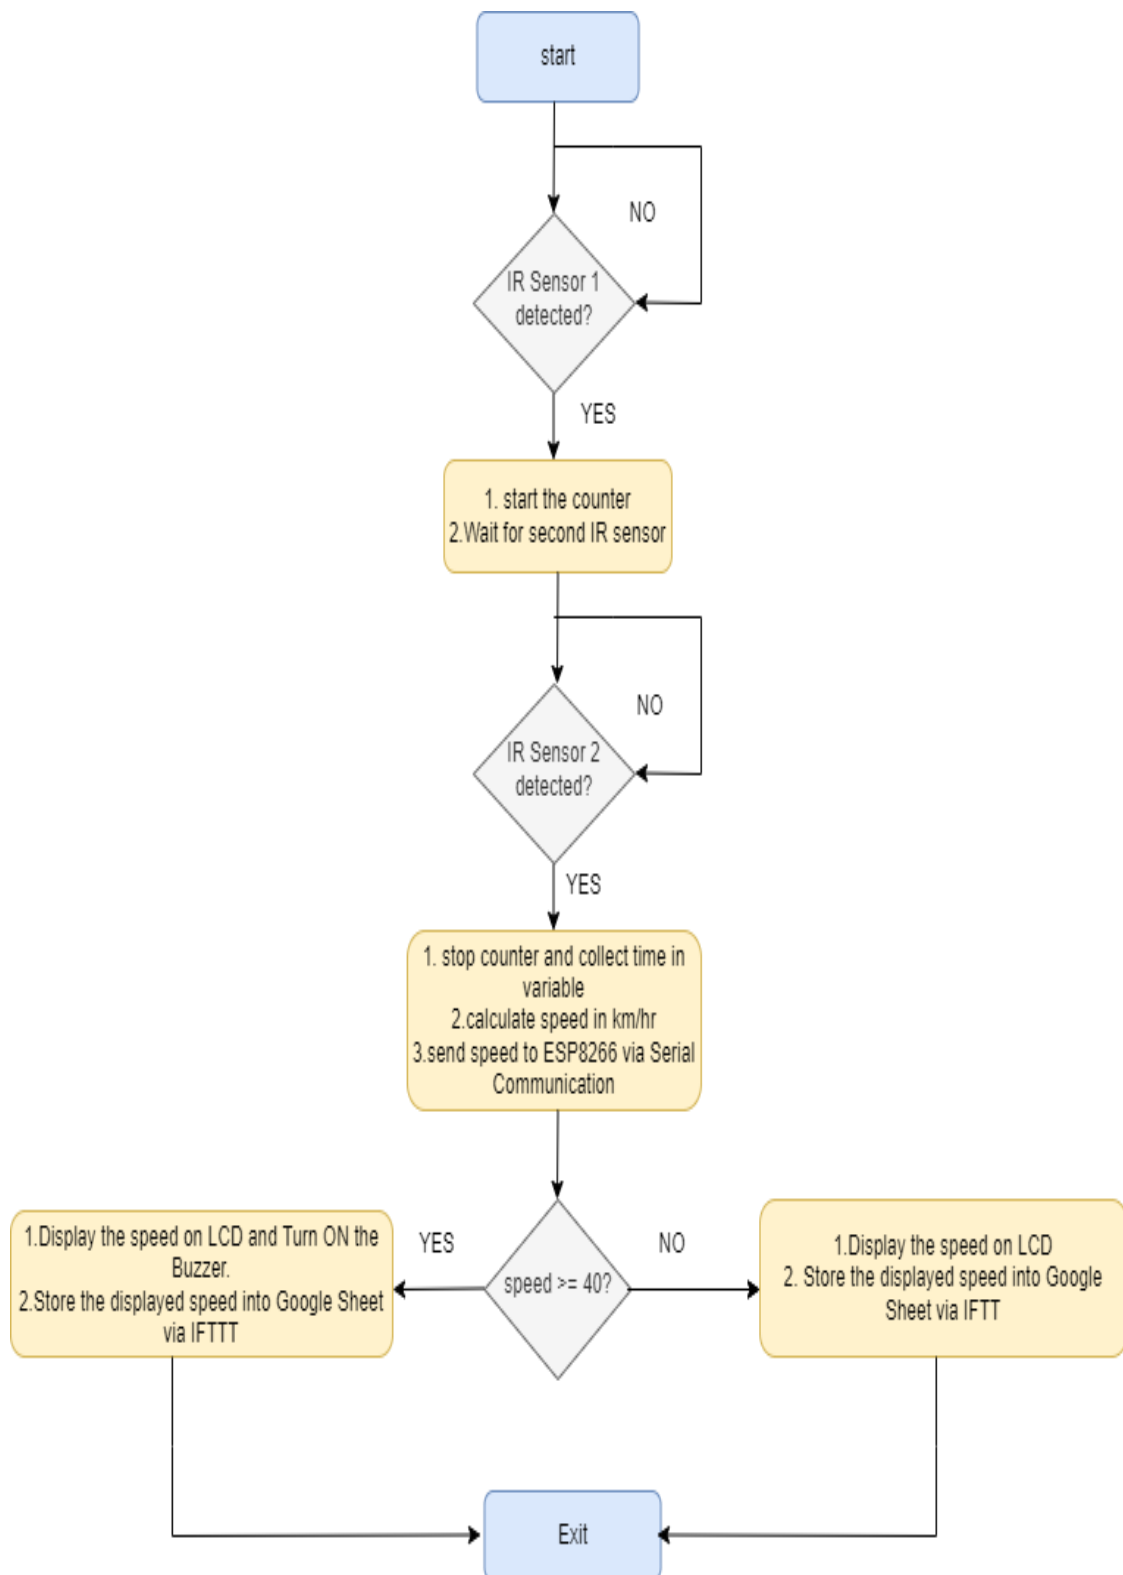 start
NO
IR Sensor 1
detected?
YES
1. start the counter
2.Wait for second IR sensor
NO
IR Sensor 2
detected?
YES
1. stop counter and collect time in
variable
2.calculate speed in km/hr
3.send speed to ESP8266 via Serial
Communication
1.Display the speed on LCD and Turn ON the
Buzzer.
2.Store the displayed speed into Google Sheet
via IFTTT
YES
speed >= 40?
NO
1.Display the speed on LCD
2. Store the displayed speed into Google
Sheet via IFTT
Exit